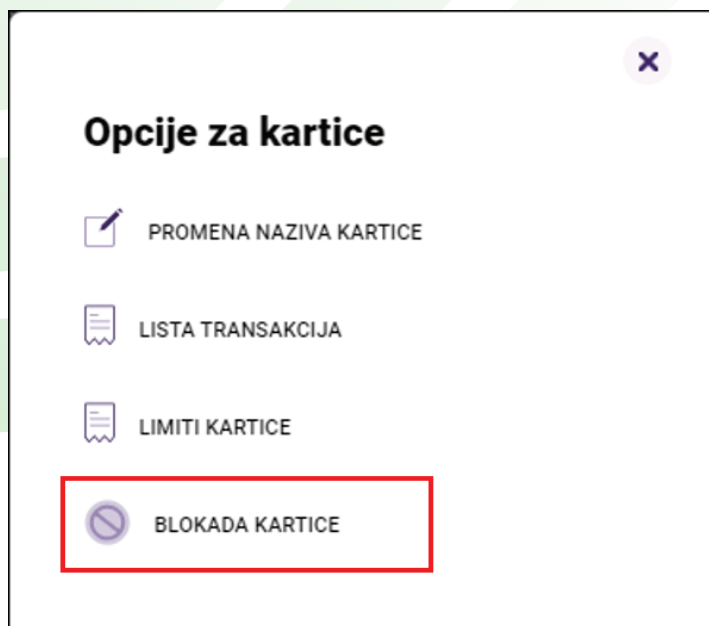 Opcije za kartice
PROMENA NAZIVA KARTICE
LISTA TRANSAKCIJA
LIMITI KARTICE
BLOKADA KARTICE